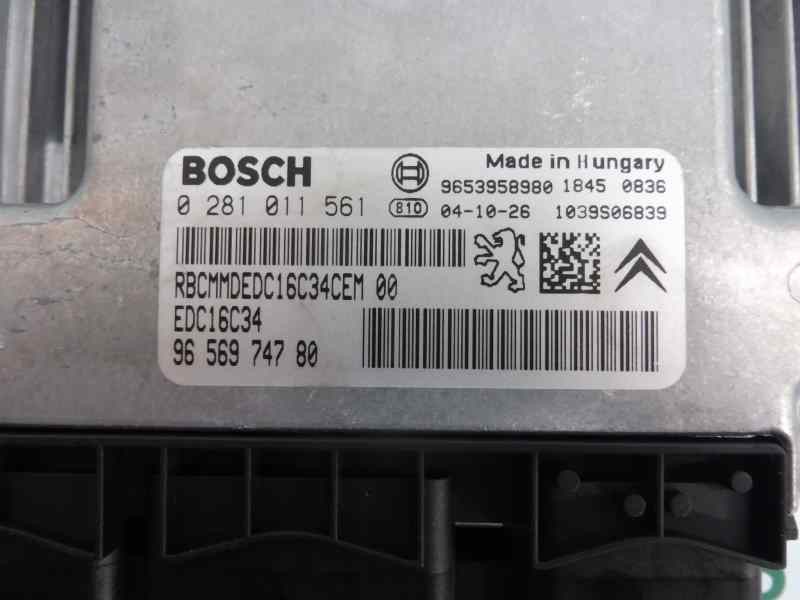 BOSCH
Made in Hungary
9653958980 1845 0836
0 281 011 561 810 04-10-26 1039S06839
RBCMMDEDC16C34CEM 00
EDC16C34
96 569 747 80